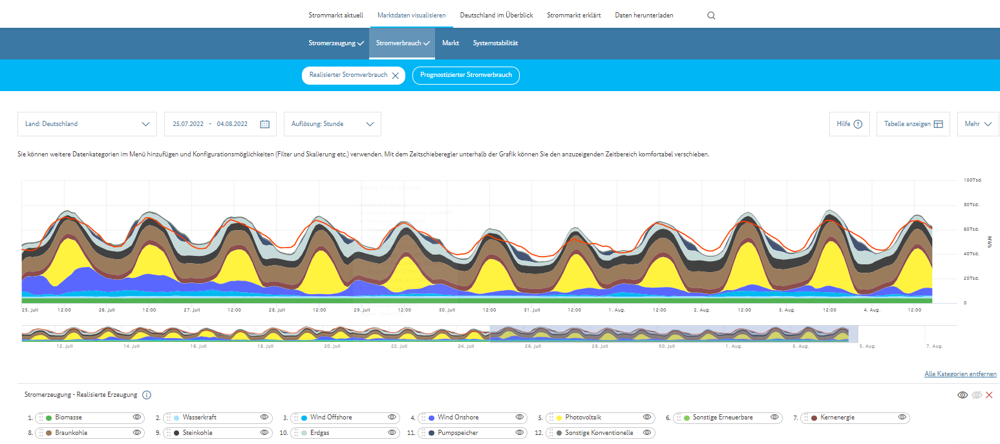 Strommarkt aktuell Marktdaten visualisieren Deutschland im Überblick Strommarkt erklärt Daten herunterladen
Stromerzeugung Stromverbrauch Markt Systemstabilität
Realisierter Stromverbrauch Prognostizierter Stromverbrauch
Land: Deutschland 25.07.2022 - 04.08.2022 Auflösung: Stunde Hilfe ? Tabelle anzeigen Mehr
Sie können weitere Datenkategorien im Menü hinzufügen und Konfigurationsmöglichkeiten (Filter und Skalierung etc.) verwenden. Mit dem Zeitschieberegler unterhalb der Grafik können Sie den anzuzeigenden Zeitbereich komfortabel verschieben.
100Tsd.
80Tsd.
60Tsd.
MWh
40Tsd.
20Tsd.
0
25. Juli 12:00 26. Juli 12:00 27. Juli 12:00 28. Juli 12:00 29. Juli 12:00 30. Juli 12:00 31. Juli 12:00 1. Aug. 12:00 2. Aug. 12:00 3. Aug. 12:00 4. Aug. 12:00
12. Juli 14. Juli 16. Juli 18. Juli 20. Juli 22. Juli 24. Juli 26. Juli 28. Juli 30. Juli 1. Aug. 3. Aug. 5. Aug. 7. Aug.
Alle Kategorien entfernen
Stromerzeugung - Realisierte Erzeugung i
1. Biomasse 2. Wasserkraft 3. Wind Offshore 4. Wind Onshore 5. Photovoltaik 6. Sonstige Erneuerbare 7. Kernenergie
8. Braunkohle 9. Steinkohle 10. Erdgas 11. Pumpspeicher 12. Sonstige Konventionelle